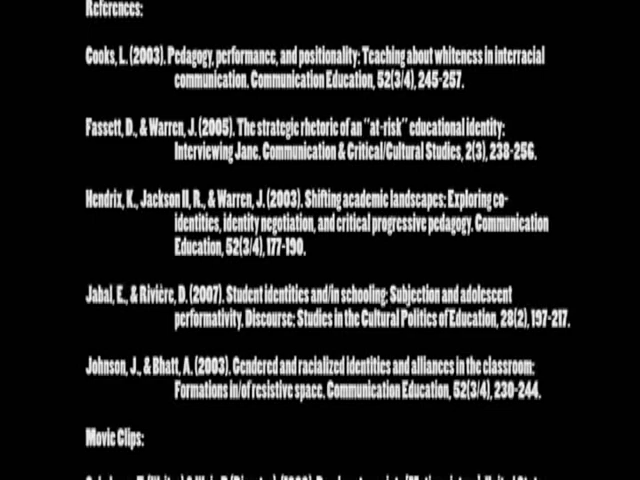 References:
Cooks, L. (2003). Pedagogy, performance, and positionality: Teaching about whiteness in interracial
communication. Communication Education, 52(3/4), 245-257.
Fassett, D., & Warren, J. (2005). The strategic rhetoric of an "at-risk" educational identity:
Interviewing Jane. Communication & Critical/Cultural Studies, 2(3), 238-256.
Hendrix, K., Jackson II, R., & Warren, J. (2003). Shifting academic landscapes: Exploring co-
identities, identity negotiation, and critical progressive pedagogy. Communication
Education, 52(3/4), 177-190.
Jabal, E., & Rivière, D. (2007). Student identities and/in schooling: Subjection and adolescent
performativity. Discourse: Studies in the Cultural Politics of Education, 28(2), 197-217.
Johnson, J., & Bhatt, A. (2003). Gendered and racialized identities and alliances in the classroom:
Formations in/of resistive space. Communication Education, 52(3/4), 230-244.
Movie Clips: